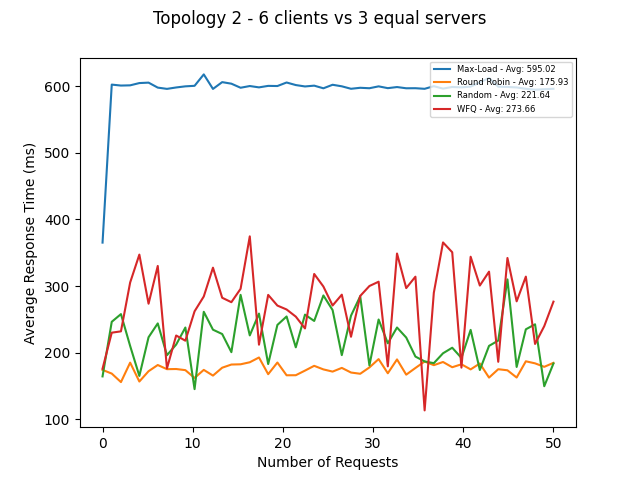 Topology 2 - 6 clients vs 3 equal servers
Max-Load - Avg: 595.02
Round Robin - Avg: 175.93
Random - Avg: 221.64
WFQ - Avg: 273.66
Average Response Time (ms)
600
500
400
300
200
100
0 10 20 30 40 50
Number of Requests